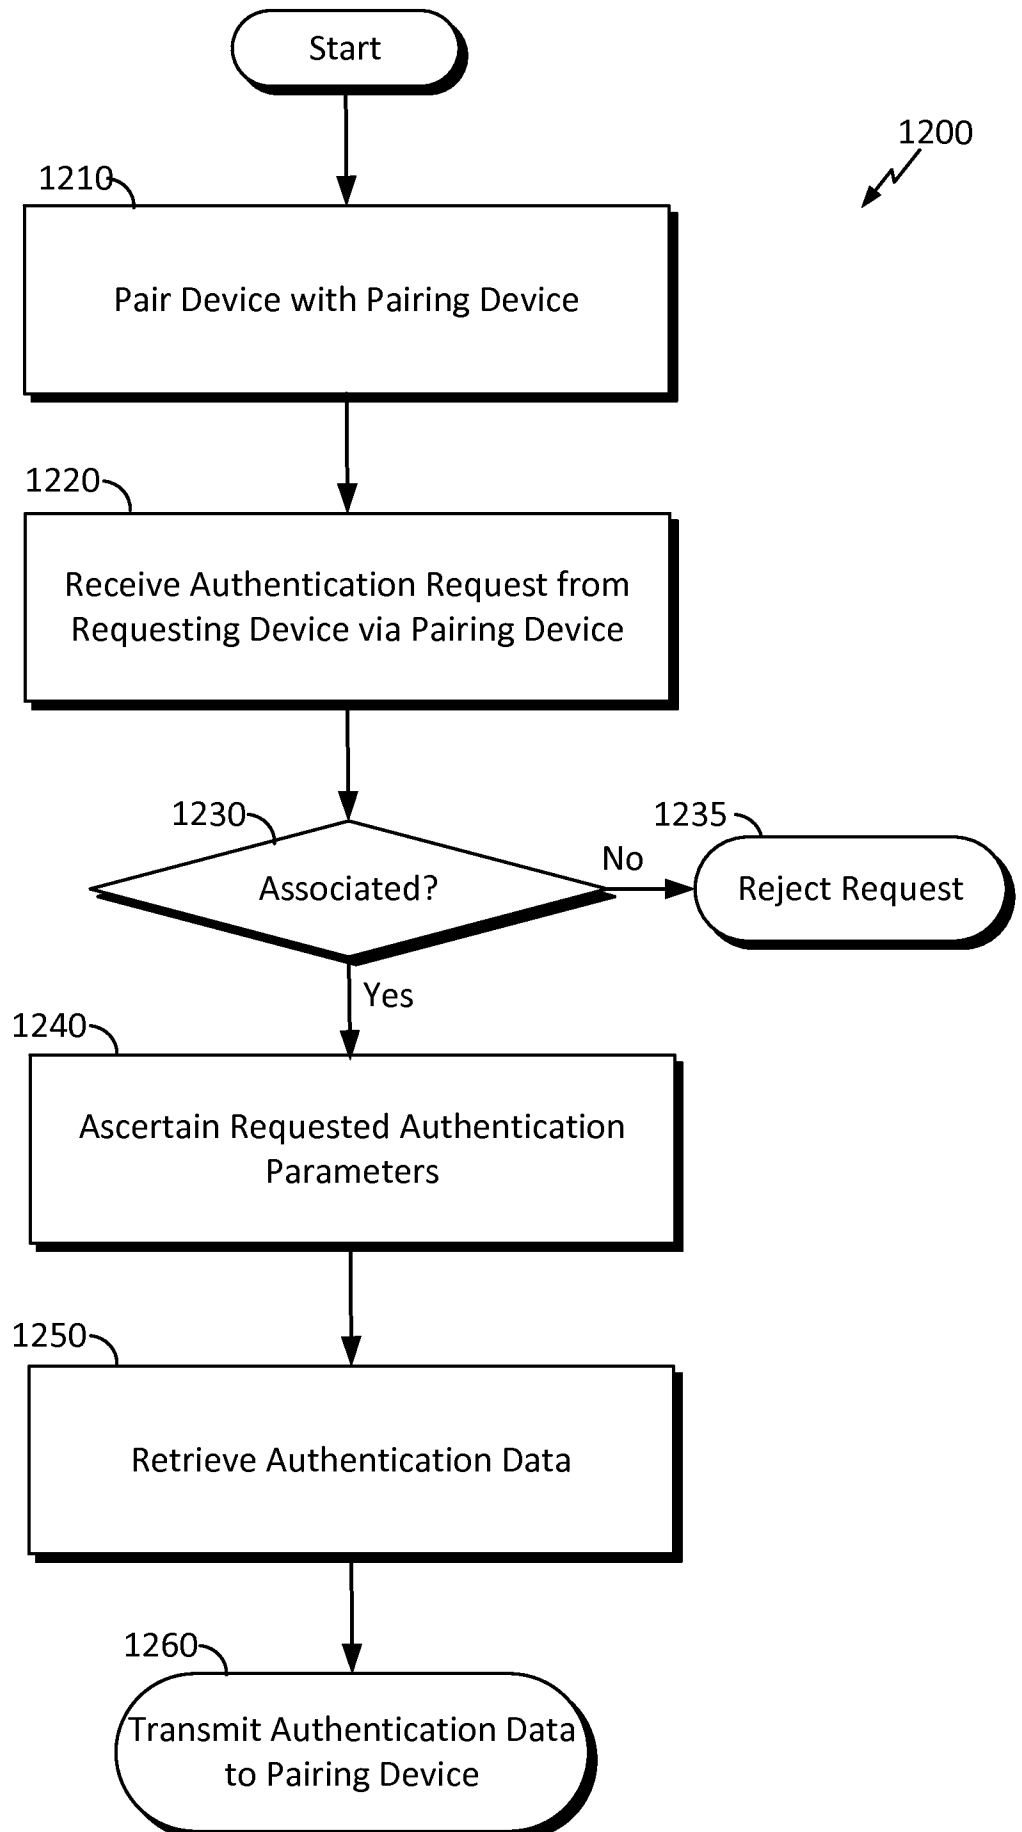 Start
1200
1210
Pair Device with Pairing Device
1220
Receive Authentication Request from
Requesting Device via Pairing Device
1230
Associated?
No
1235
Reject Request
Yes
1240
Ascertain Requested Authentication
Parameters
1250
Retrieve Authentication Data
1260
Transmit Authentication Data
to Pairing Device